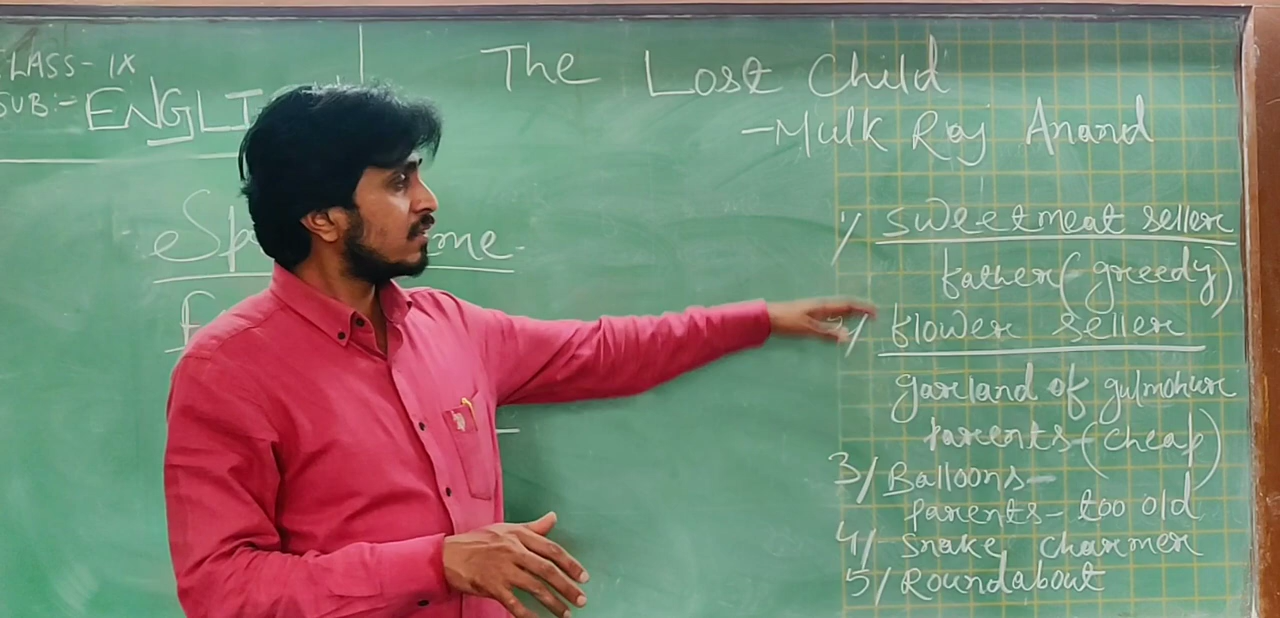 CLASS - IX
SUB:- ENGLI
The Lost Child
- Mulk Raj Anand
1/ Sweetmeat seller
father (greedy)
2/ flower seller
garland of gulmohur
parents - (cheap)
3/ Balloons -
parents - too old
4/ Snake charmer
5/ Roundabout